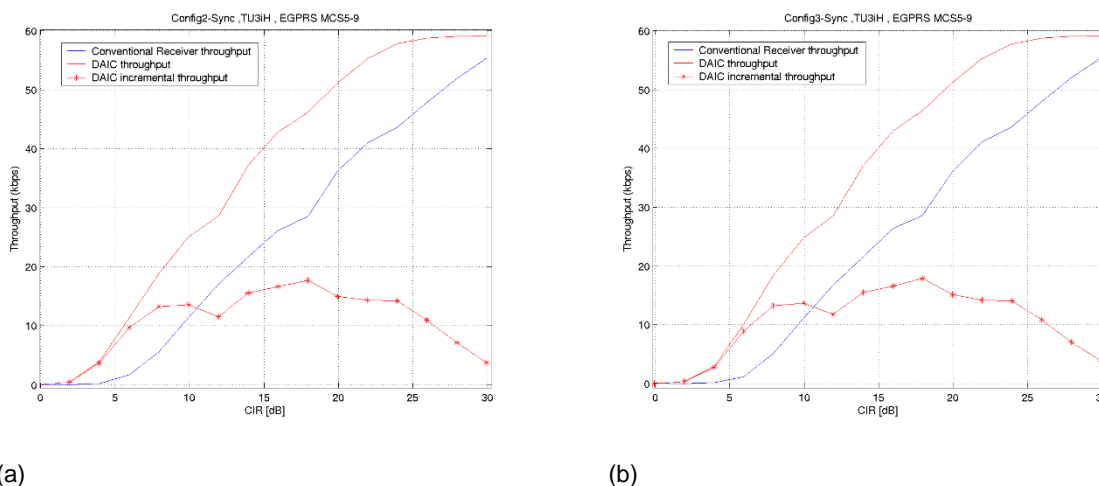 Config2-Sync ,TU3iH , EGPRS MCS5-9
60
50
40
30
20
10
0
Throughput (kbps)
Conventional Receiver throughput
DAIC throughput
DAIC incremental throughput
0 5 10 15 20 25 30
CIR [dB]
(a)
Config3-Sync ,TU3iH , EGPRS MCS5-9
60
50
40
30
20
10
0
Throughput (kbps)
Conventional Receiver throughput
DAIC throughput
DAIC incremental throughput
0 5 10 15 20 25 30
CIR [dB]
(b)